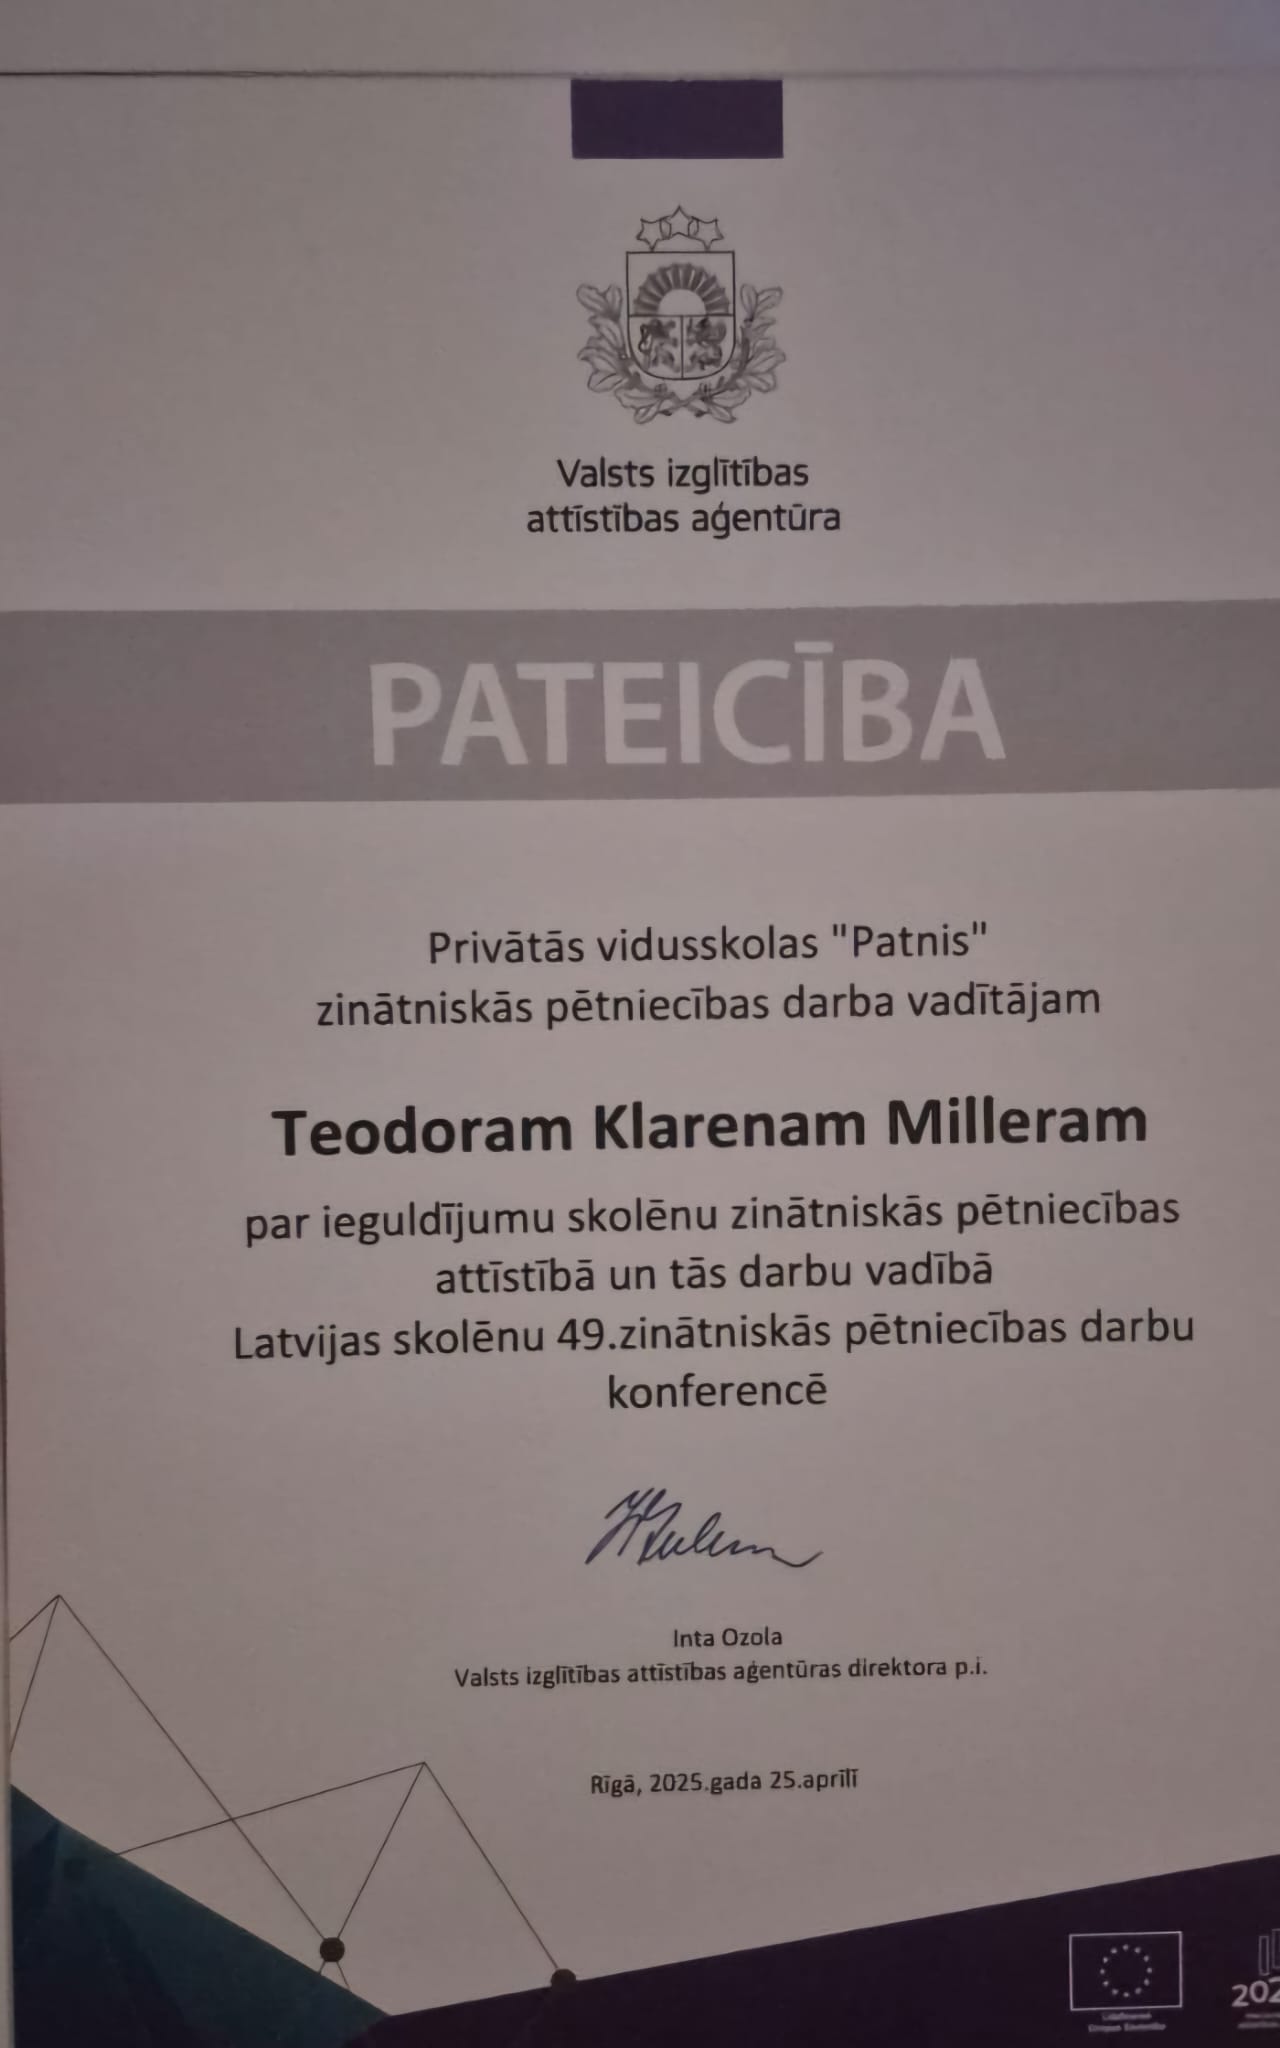 Valsts izglītības
attīstības aģentūra
PATEICĪBA
Privātās vidusskolas "Patnis"
zinātniskās pētniecības darba vadītājam
Teodoram Klarenam Milleram
par ieguldījumu skolēnu zinātniskās pētniecības
attīstībā un tās darbu vadībā
Latvijas skolēnu 49.zinātniskās pētniecības darbu
konferencē
Inta Ozola
Valsts izglītības attīstības aģentūras direktora p.i.
Rīgā, 2025.gada 25.aprīlī